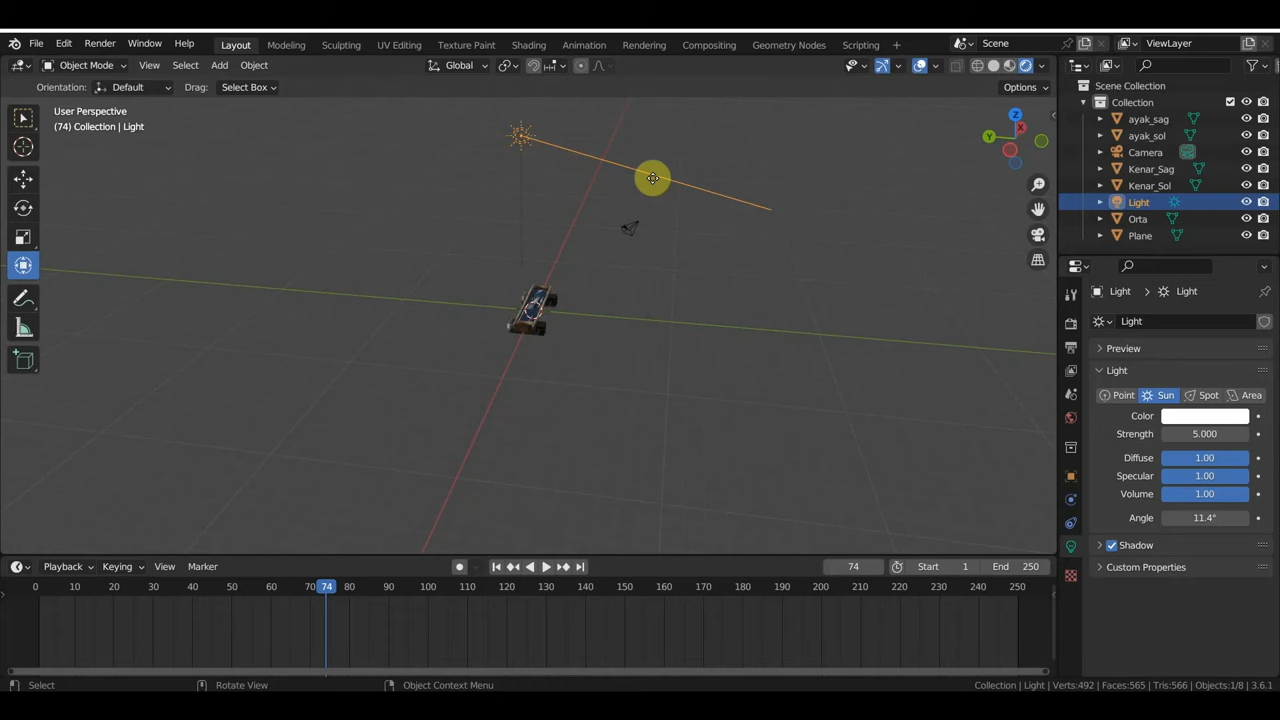 File Edit Render Window Help Layout Modeling Sculpting UV Editing Texture Paint Shading Animation Rendering Compositing Geometry Nodes Scripting + Scene ViewLayer
Object Mode View Select Add Object Global
Orientation: Default Drag: Select Box Options
User Perspective
(74) Collection | Light
Z
X
Y
Scene Collection
Collection
ayak_sag
ayak_sol
Camera
Kenar_Sag
Kenar_Sol
Light
Orta
Plane
Light Light
Light
Preview
Light
Point Sun Spot Area
Color
Strength 5.000
Diffuse 1.00
Specular 1.00
Volume 1.00
Angle 11.4°
Shadow
Custom Properties
Playback Keying View Marker 74 Start 1 End 250
0 10 20 30 40 50 60 70 74 80 90 100 110 120 130 140 150 160 170 180 190 200 210 220 230 240 250
Select Rotate View Object Context Menu Collection | Light | Verts:492 | Faces:565 | Tris:566 | Objects:1/8 | 3.6.1